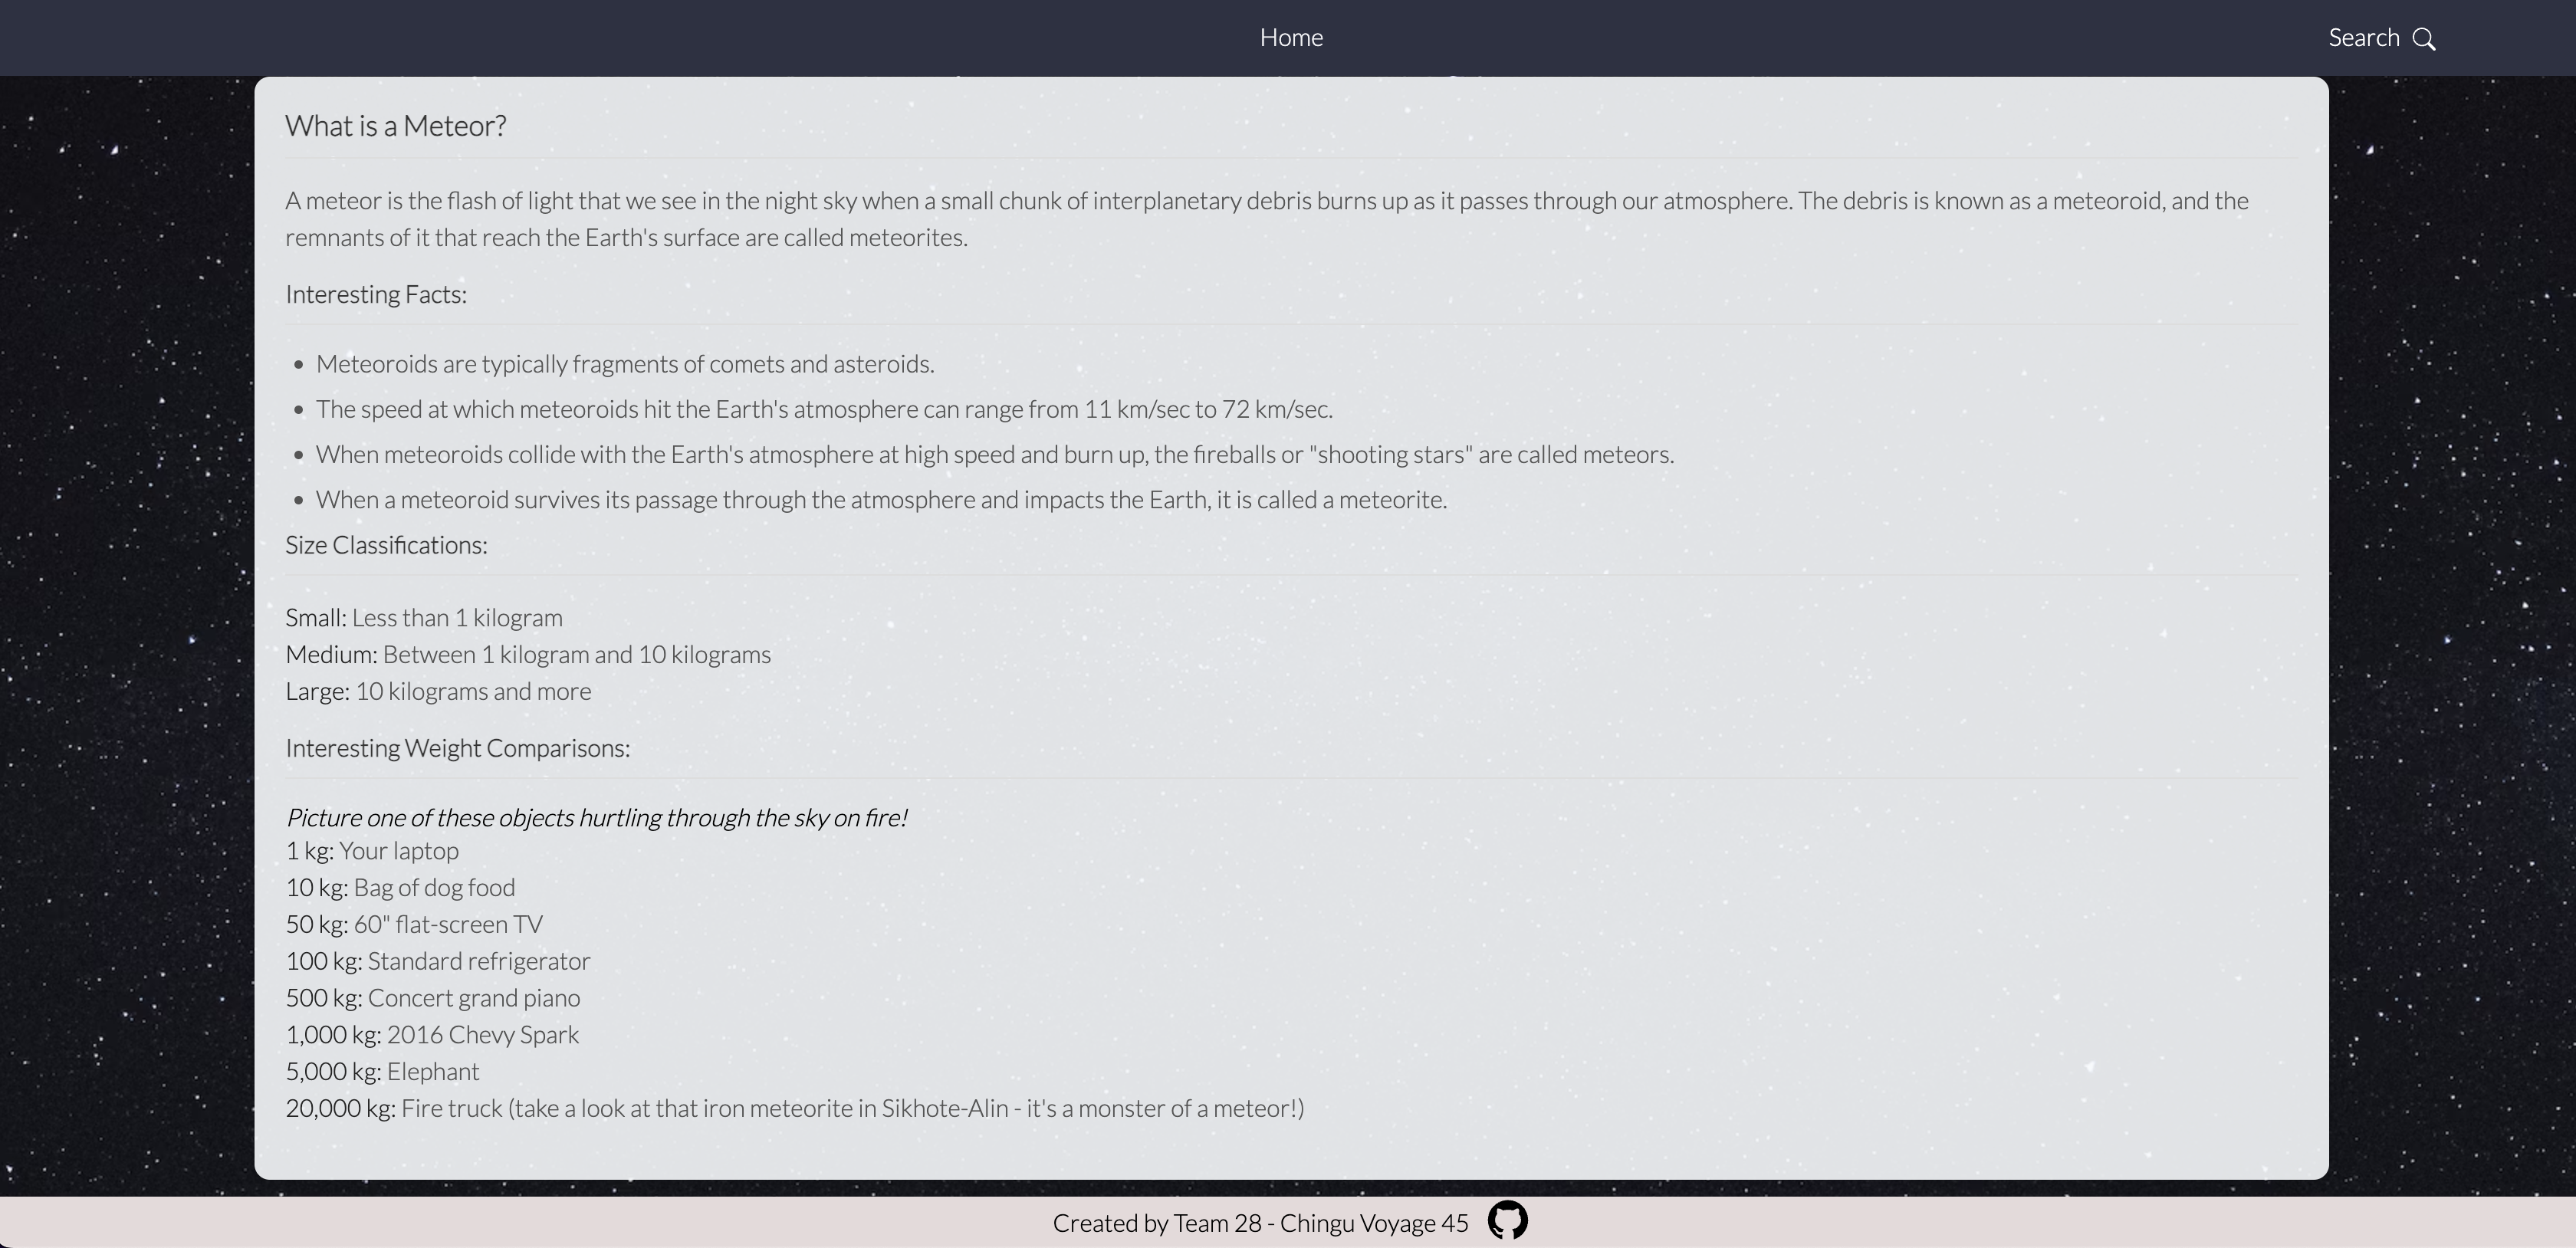 Home
Search
What is a Meteor?
A meteor is the flash of light that we see in the night sky when a small chunk of interplanetary debris burns up as it passes through our atmosphere. The debris is known as a meteoroid, and the
remnants of it that reach the Earth's surface are called meteorites.
Interesting Facts:
• Meteoroids are typically fragments of comets and asteroids.
• The speed at which meteoroids hit the Earth's atmosphere can range from 11 km/sec to 72 km/sec.
• When meteoroids collide with the Earth's atmosphere at high speed and burn up, the fireballs or "shooting stars" are called meteors.
• When a meteoroid survives its passage through the atmosphere and impacts the Earth, it is called a meteorite.
Size Classifications:
Small: Less than 1 kilogram
Medium: Between 1 kilogram and 10 kilograms
Large: 10 kilograms and more
Interesting Weight Comparisons:
Picture one of these objects hurtling through the sky on fire!
1 kg: Your laptop
10 kg: Bag of dog food
50 kg: 60" flat-screen TV
100 kg: Standard refrigerator
500 kg: Concert grand piano
1,000 kg: 2016 Chevy Spark
5,000 kg: Elephant
20,000 kg: Fire truck (take a look at that iron meteorite in Sikhote-Alin - it's a monster of a meteor!)
Created by Team 28 - Chingu Voyage 45